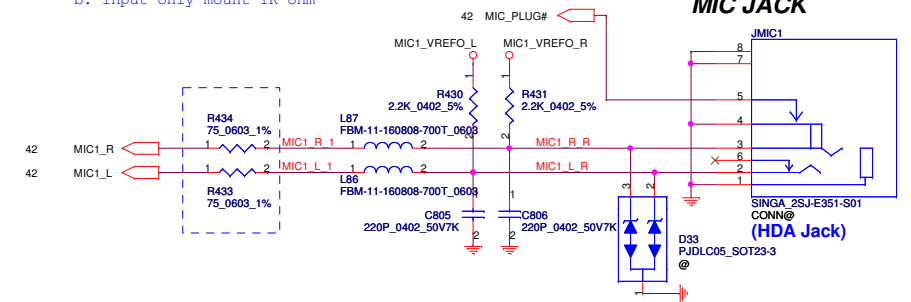 b. Input only mount 1K ohm
MIC JACK
42 MIC_PLUG#
JMIC1
MIC1_VREFO_L MIC1_VREFO_R
8
7
1 1
R430 R431
2.2K_0402_5% 2.2K_0402_5%
5
R434 L87
75_0603_1% FBM-11-160808-700T_0603
4
2 2
42 MIC1_R 1 2 MIC1_R_1 1 2 MIC1_R_R 3
6
42 MIC1_L 1 2 MIC1_L_1 1 2 MIC1_L_R 2
1
R433 L86
75_0603_1% FBM-11-160808-700T_0603
3 2
1 1
SINGA_2SJ-E351-S01
CONN@
C805 C806
220P_0402_50V7K 220P_0402_50V7K
2 2
(HDA Jack)
D33
PJDLC05_SOT23-3
@
1